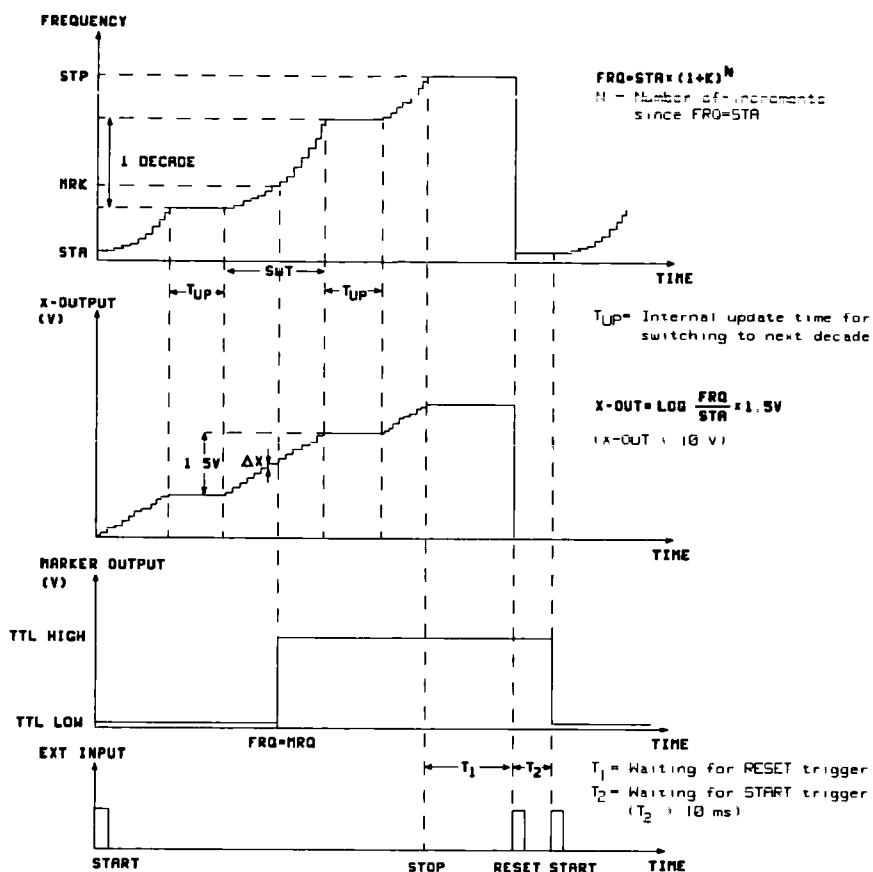 FREQUENCY
STP
1 DECADE
MRK
STA
SWT
TIME
TUP
TUP
FRQ=STA×(1+K)^N
N = Number of increments
since FRQ=STA
X-OUTPUT
(V)
TUP= Internal update time for
switching to next decade
X-OUT=LOG FRQ/STA ×1.5V
(X-OUT 10 V)
1 5V
ΔX
TIME
MARKER OUTPUT
(V)
TTL HIGH
TTL LOW
FRQ=MRQ
TIME
EXT INPUT
T1
T2
T1 = Waiting for RESET trigger
T2 = Waiting for START trigger
(T2 10 ms)
START
STOP
RESET
START
TIME